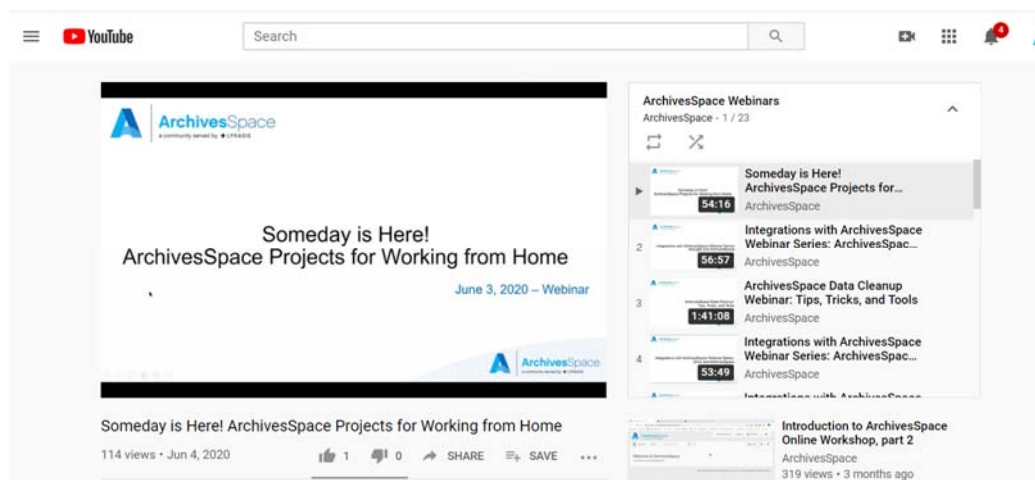 YouTube
Search
4
ArchivesSpace
a community served by LYRASIS
Someday is Here!
ArchivesSpace Projects for Working from Home
June 3, 2020 – Webinar
ArchivesSpace
Someday is Here! ArchivesSpace Projects for Working from Home
114 views • Jun 4, 2020
1
0
SHARE
SAVE
ArchivesSpace Webinars
ArchivesSpace - 1 / 23
54:16
Someday is Here!
ArchivesSpace Projects for...
ArchivesSpace
2
56:57
Integrations with ArchivesSpace
Webinar Series: ArchivesSpac...
ArchivesSpace
3
1:41:08
ArchivesSpace Data Cleanup
Webinar: Tips, Tricks, and Tools
ArchivesSpace
4
53:49
Integrations with ArchivesSpace
Webinar Series: ArchivesSpac...
ArchivesSpace
Integrations with ArchivesSpace
Introduction to ArchivesSpace
Online Workshop, part 2
ArchivesSpace
319 views • 3 months ago